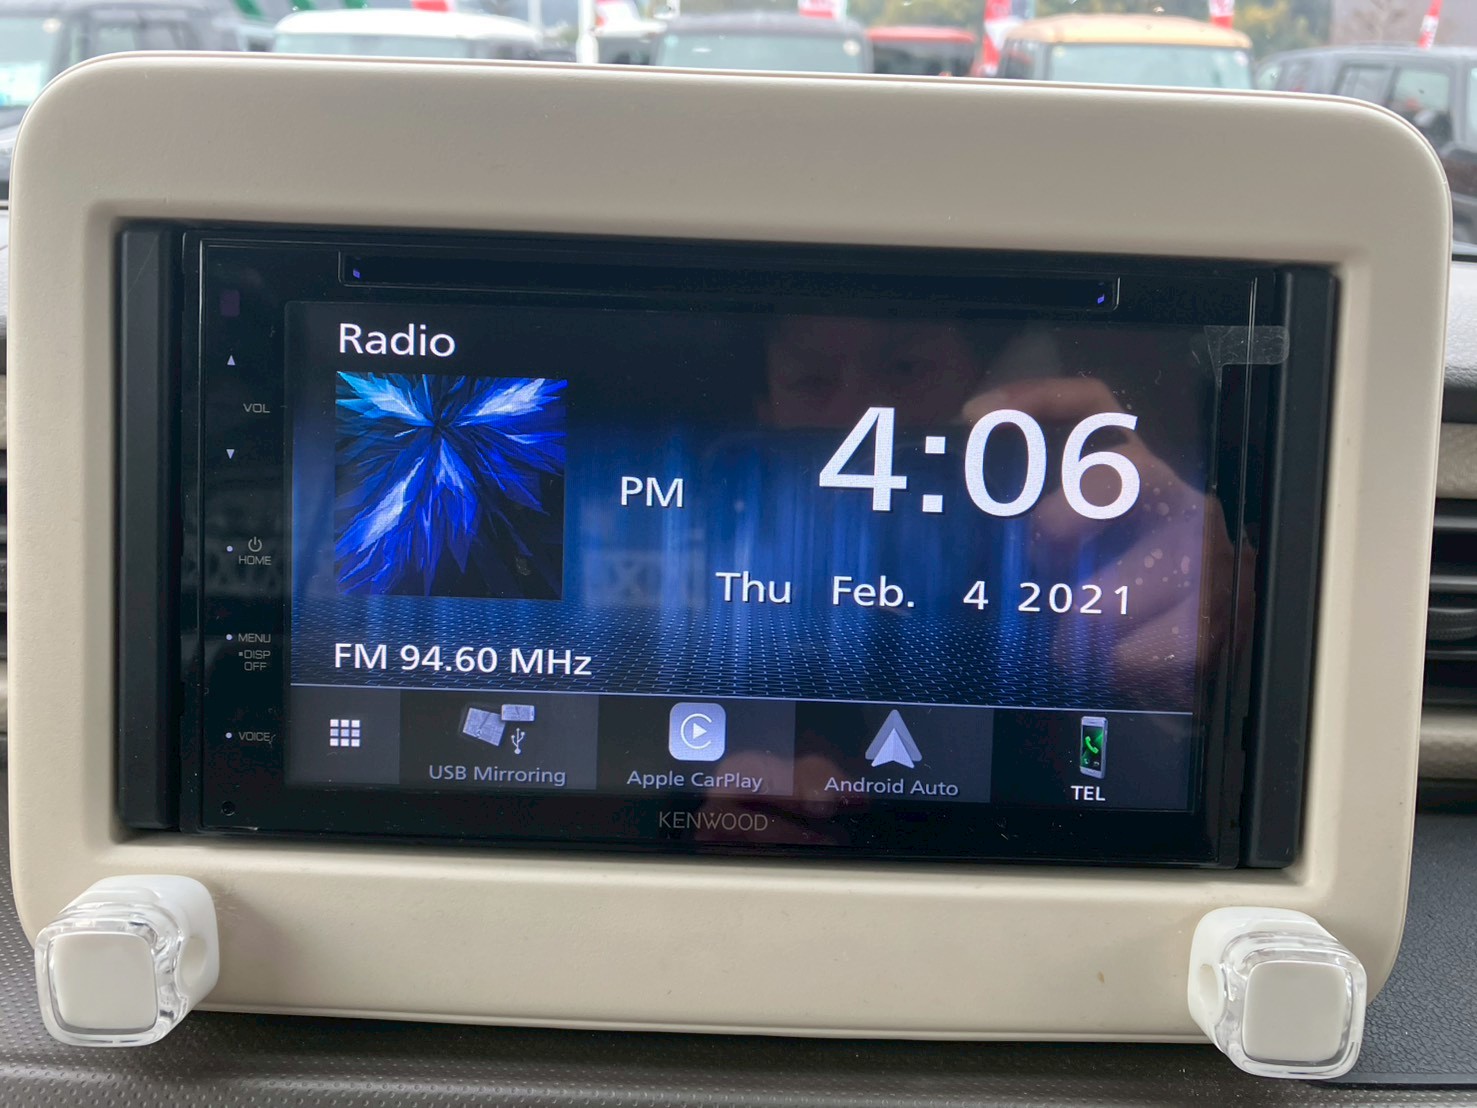 Radio
VOL
PM
4:06
HOME
Thu Feb. 4 2021
MENU
DISP
OFF
FM 94.60 MHz
VOICE
USB Mirroring
Apple CarPlay
Android Auto
TEL
KENWOOD